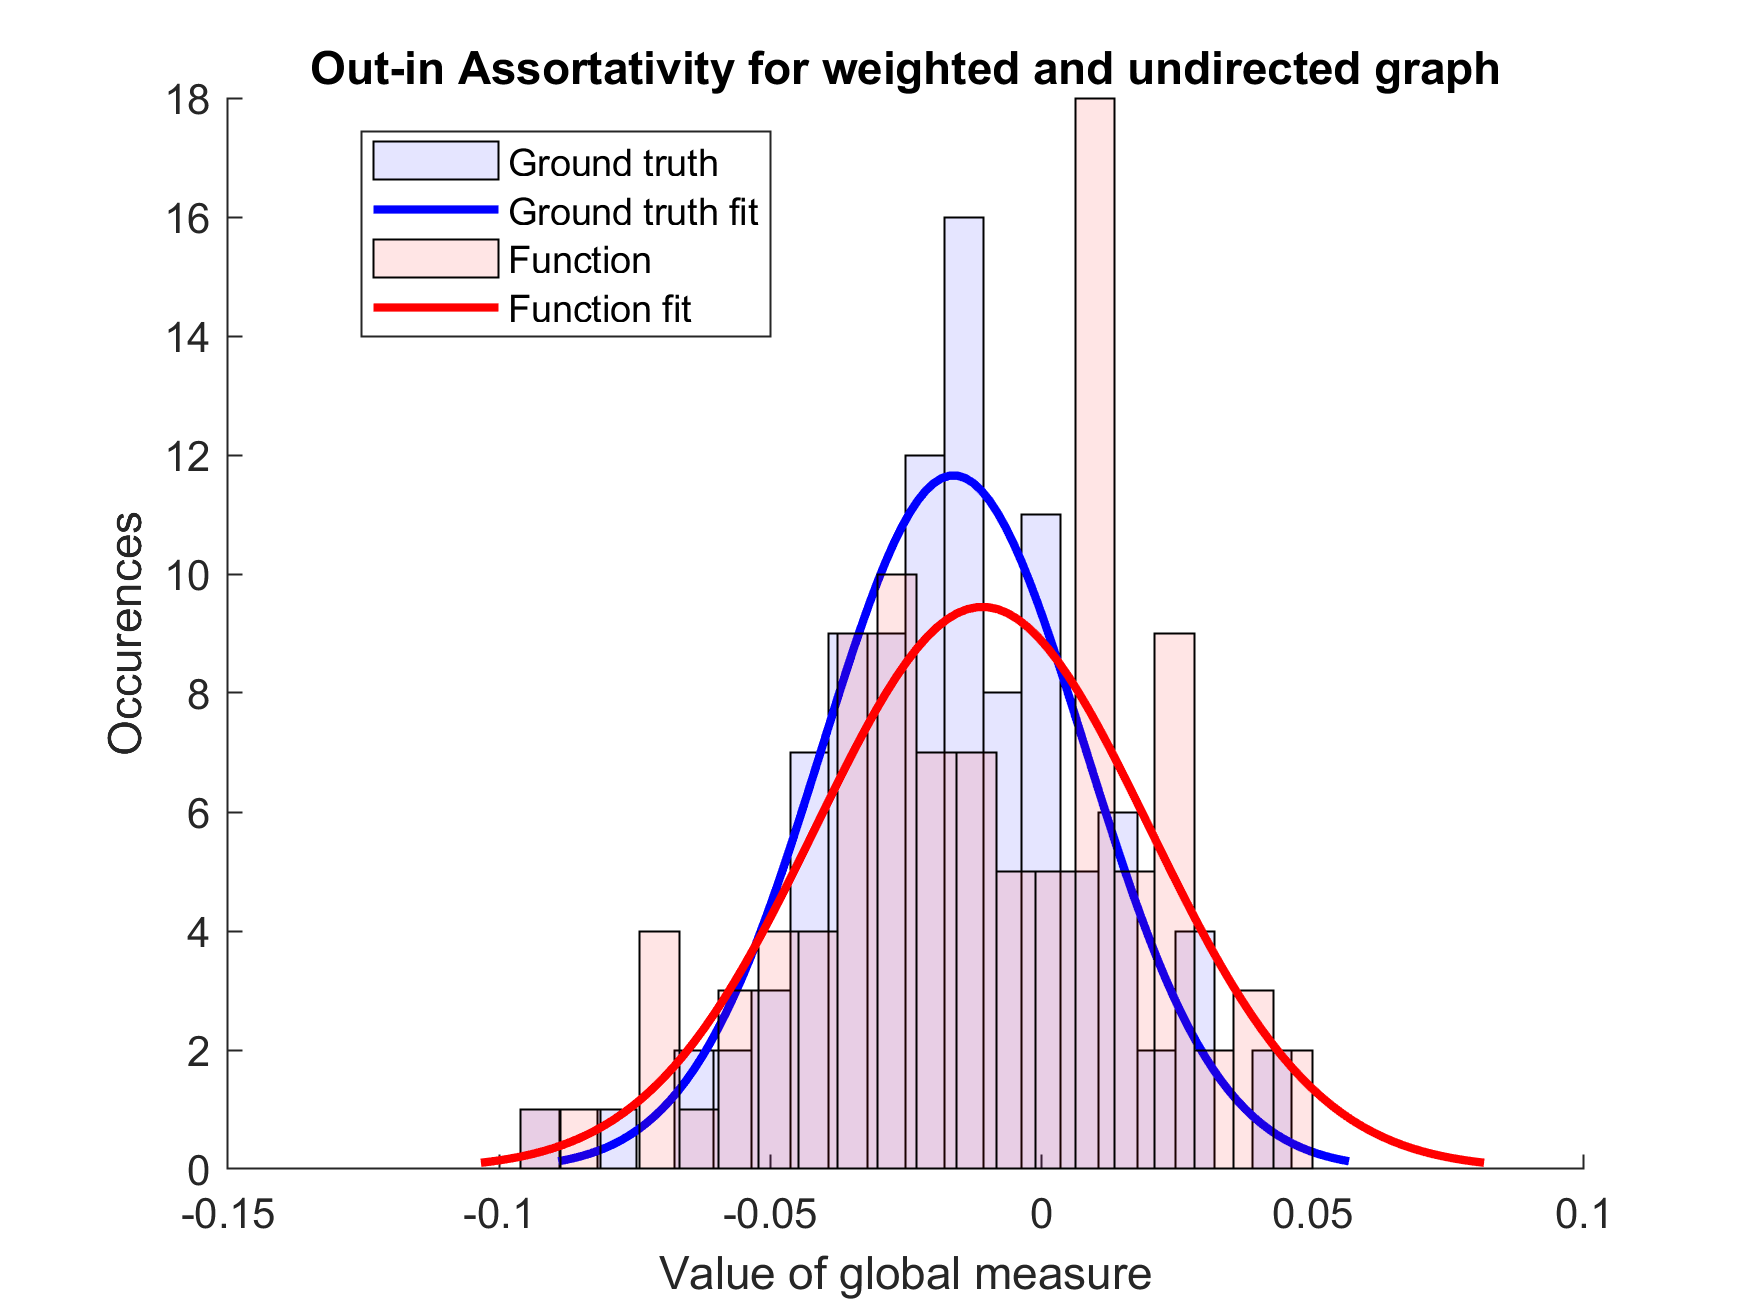 Out-in Assortativity for weighted and undirected graph
18
16
14
12
10
8
6
4
2
0
Ground truth
Ground truth fit
Function
Function fit
Occurences
-0.15
-0.1
-0.05
0
0.05
0.1
Value of global measure